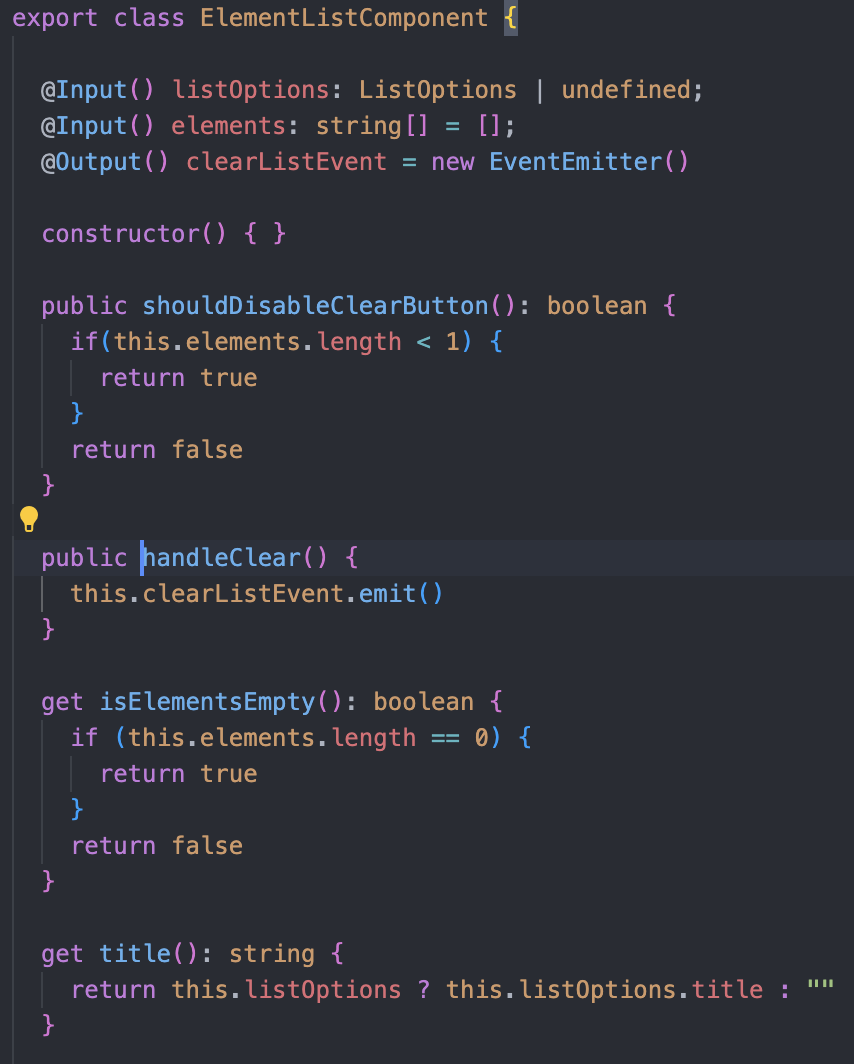 export class ElementListComponent {
@Input() listOptions: ListOptions | undefined;
@Input() elements: string[] = [];
@Output() clearListEvent = new EventEmitter()
constructor() { }
public shouldDisableClearButton(): boolean {
if(this.elements.length < 1) {
return true
}
return false
}
public handleClear() {
this.clearListEvent.emit()
}
get isElementsEmpty(): boolean {
if (this.elements.length == 0) {
return true
}
return false
}
get title(): string {
return this.listOptions ? this.listOptions.title : ""
}